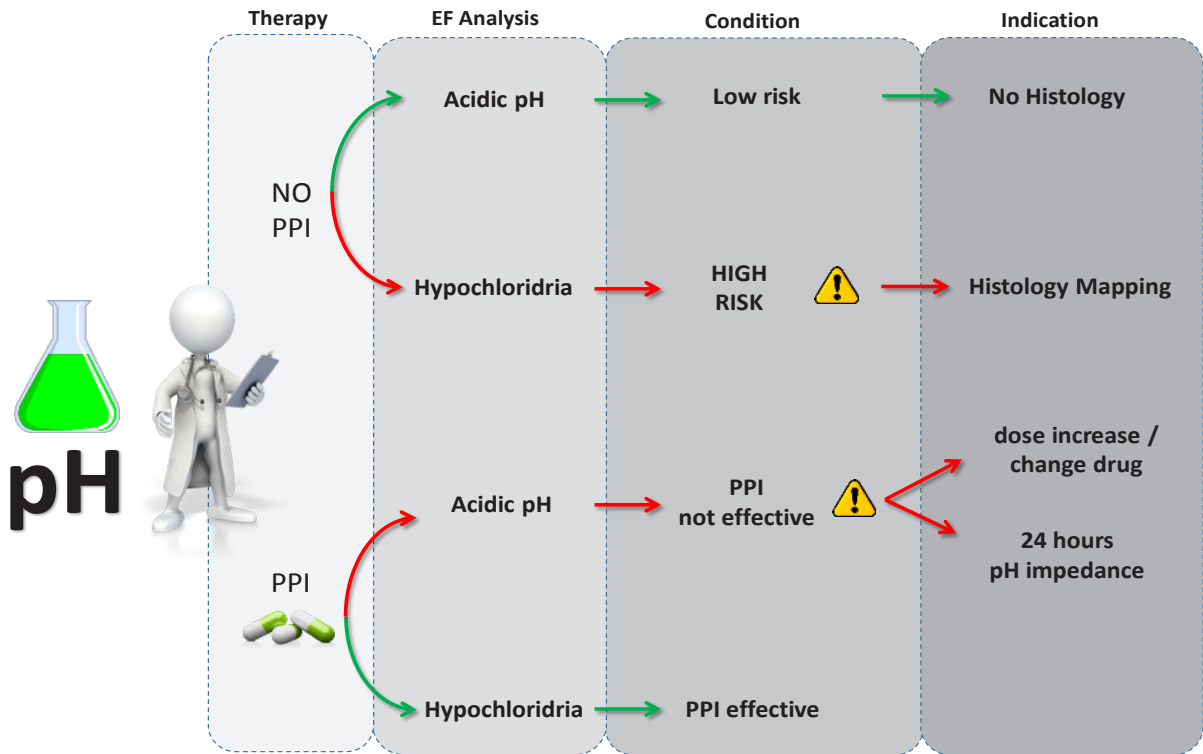 Therapy
EF Analysis
Condition
Indication
Acidic pH
Low risk
No Histology
NO
PPI
Hypochloridria
HIGH
RISK
Histology Mapping
pH
Acidic pH
PPI
not effective
dose increase /
change drug
24 hours
pH impedance
PPI
Hypochloridria
PPI effective